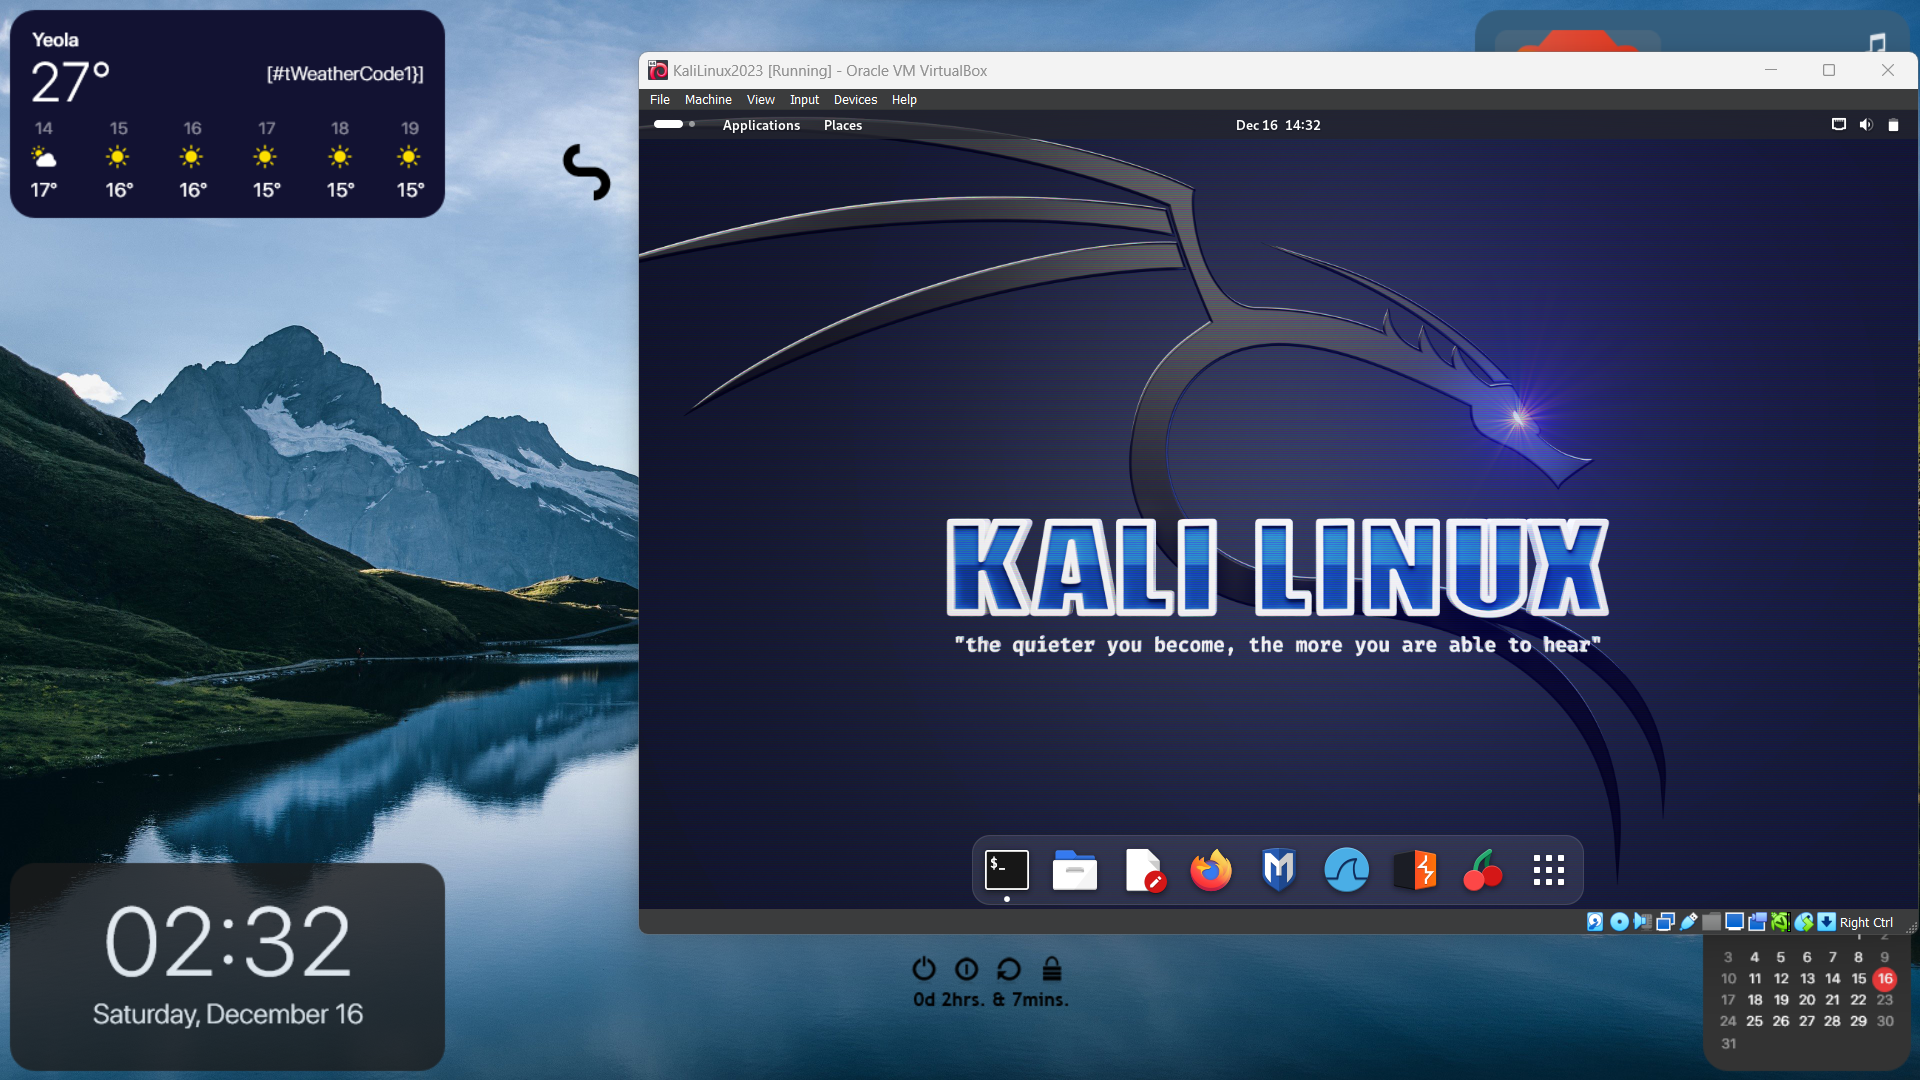 Yeola
27°
[#tWeatherCode1}]
14 15 16 17 18 19
17° 16° 16° 15° 15° 15°
KaliLinux2023 [Running] - Oracle VM VirtualBox
File Machine View Input Devices Help
Applications Places Dec 16 14:32
KALI LINUX
"the quieter you become, the more you are able to hear"
$_
Right Ctrl
02:32
Saturday, December 16
0d 2hrs. & 7mins.
1 2
3 4 5 6 7 8 9
10 11 12 13 14 15 16
17 18 19 20 21 22 23
24 25 26 27 28 29 30
31